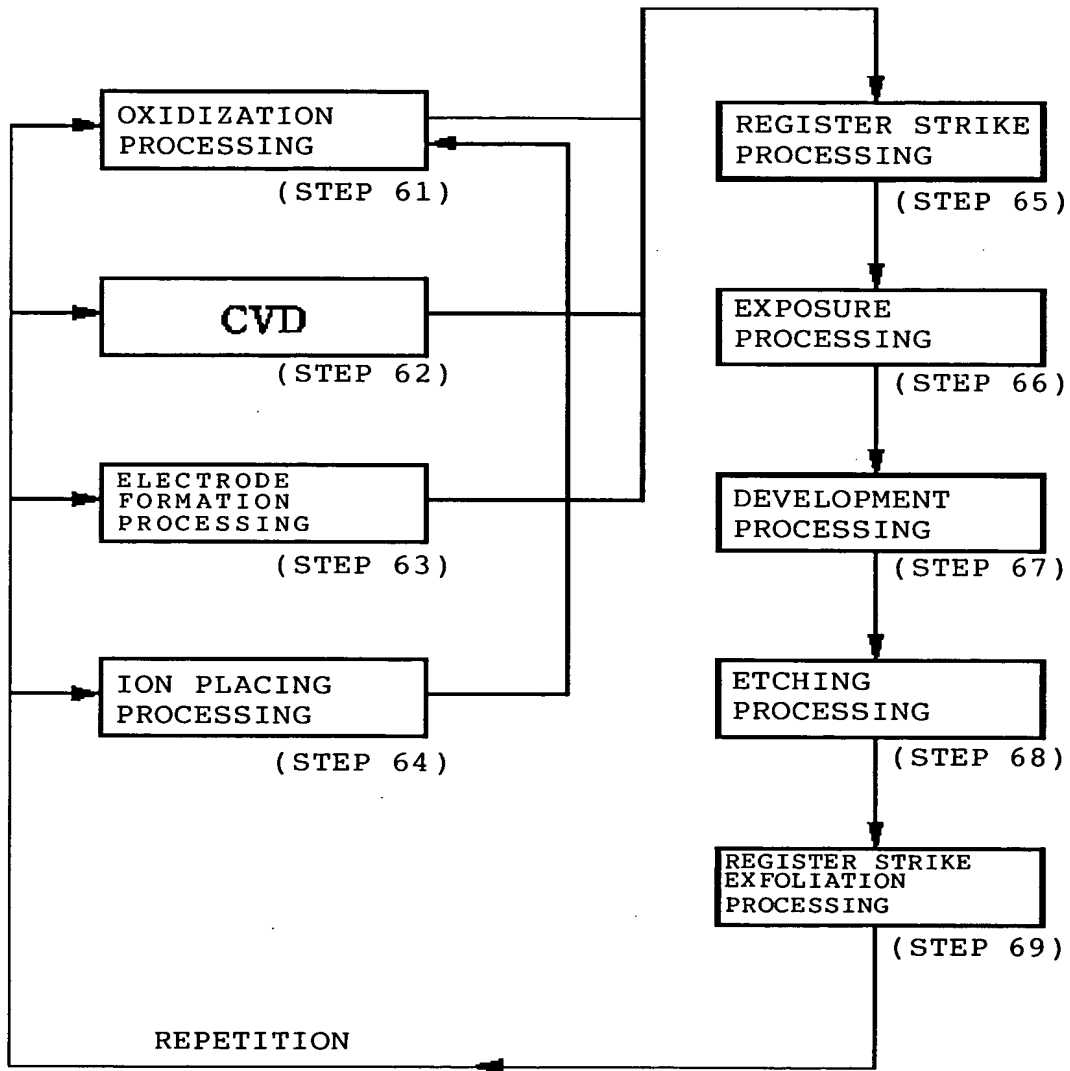 OXIDIZATION
PROCESSING
(STEP 61)
CVD
(STEP 62)
ELECTRODE
FORMATION
PROCESSING
(STEP 63)
ION PLACING
PROCESSING
(STEP 64)
REGISTER STRIKE
PROCESSING
(STEP 65)
EXPOSURE
PROCESSING
(STEP 66)
DEVELOPMENT
PROCESSING
(STEP 67)
ETCHING
PROCESSING
(STEP 68)
REGISTER STRIKE
EXFOLIATION
PROCESSING
(STEP 69)
REPETITION